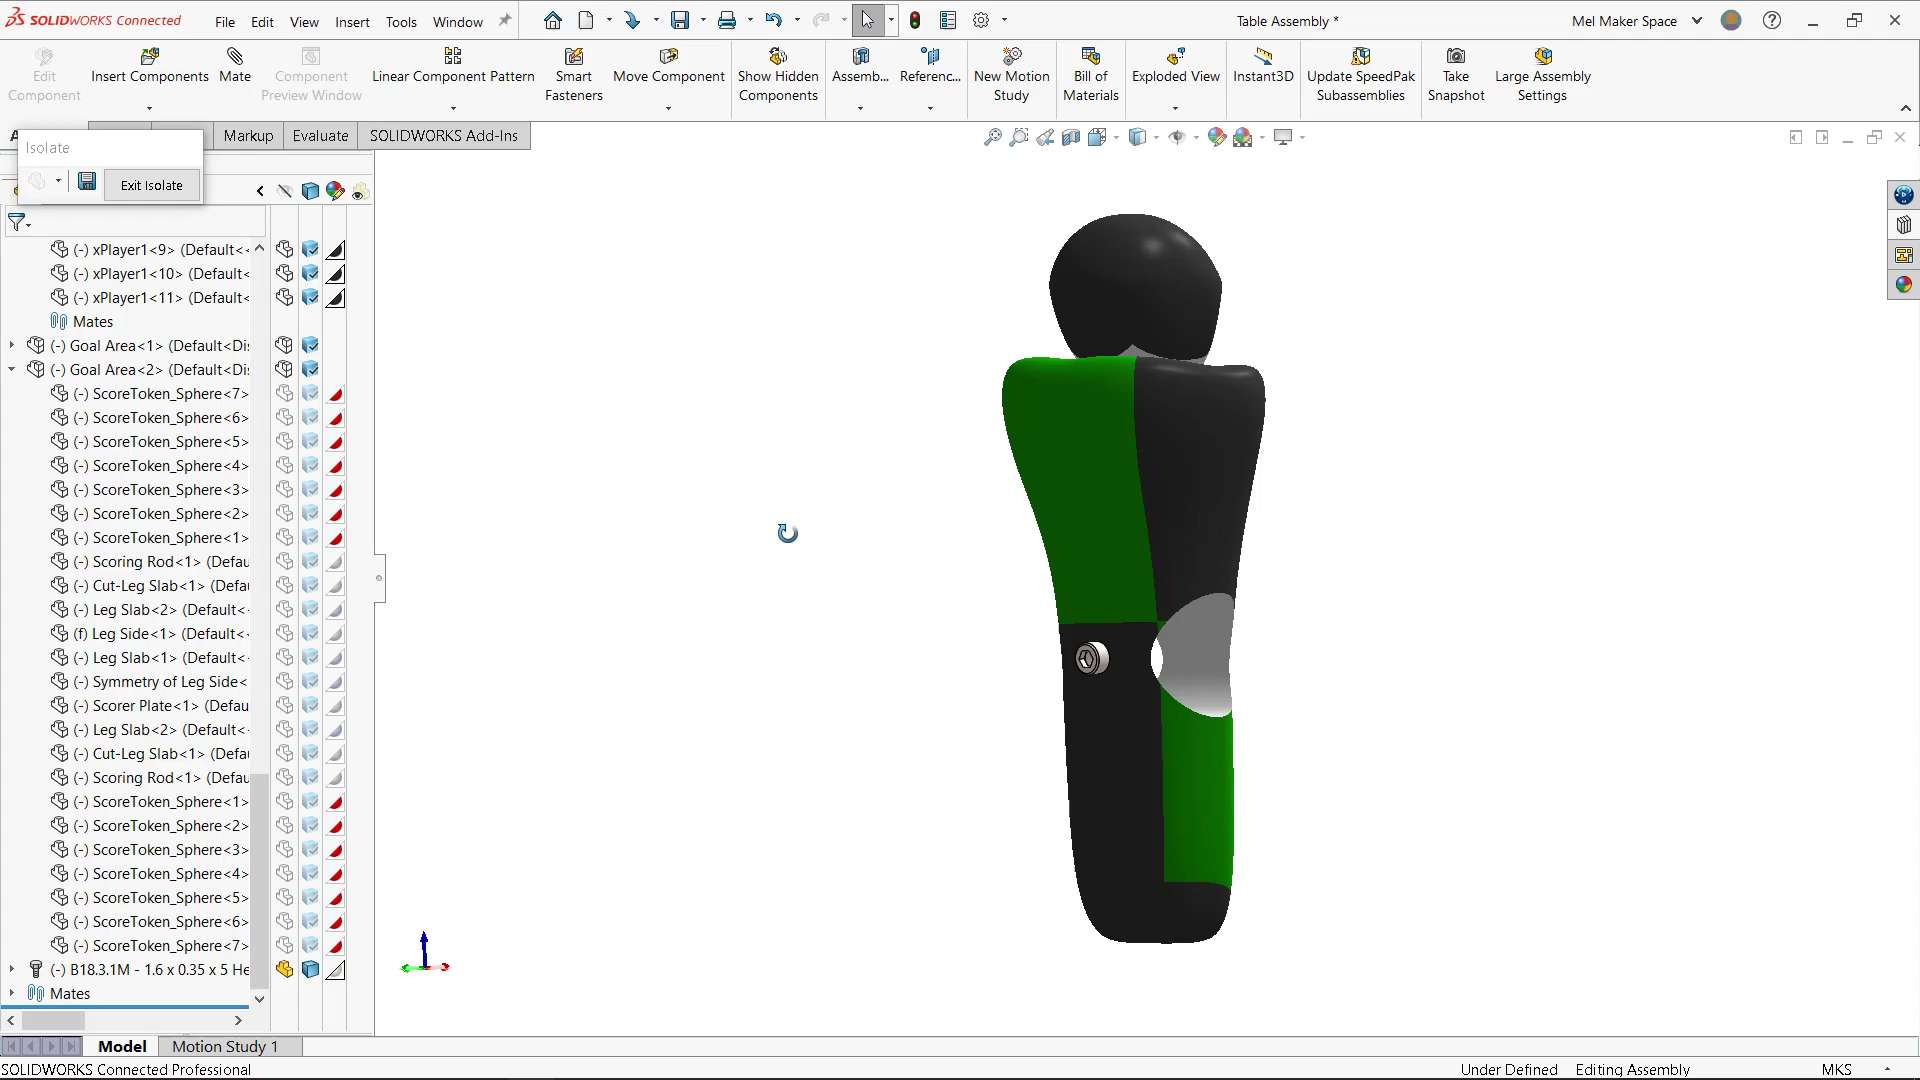 SOLIDWORKS Connected
File Edit View Insert Tools Window
Table Assembly *
Mel Maker Space
Edit Component
Insert Components
Mate
Component Preview Window
Linear Component Pattern
Smart Fasteners
Move Component
Show Hidden Components
Assemb...
Referenc...
New Motion Study
Bill of Materials
Exploded View
Instant3D
Update SpeedPak Subassemblies
Take Snapshot
Large Assembly Settings
Markup Evaluate SOLIDWORKS Add-Ins
Isolate
Exit Isolate
(-) xPlayer1<9> (Default<
(-) xPlayer1<10> (Default<
(-) xPlayer1<11> (Default<
Mates
(-) Goal Area<1> (Default<Di
(-) Goal Area<2> (Default<Di
(-) ScoreToken_Sphere<7>
(-) ScoreToken_Sphere<6>
(-) ScoreToken_Sphere<5>
(-) ScoreToken_Sphere<4>
(-) ScoreToken_Sphere<3>
(-) ScoreToken_Sphere<2>
(-) ScoreToken_Sphere<1>
(-) Scoring Rod<1> (Defau
(-) Cut-Leg Slab<1> (Defa
(-) Leg Slab<2> (Default<
(f) Leg Side<1> (Default<
(-) Leg Slab<1> (Default<
(-) Symmetry of Leg Side<
(-) Scorer Plate<1> (Defau
(-) Leg Slab<2> (Default<
(-) Cut-Leg Slab<1> (Defa
(-) Scoring Rod<1> (Defau
(-) ScoreToken_Sphere<1>
(-) ScoreToken_Sphere<2>
(-) ScoreToken_Sphere<3>
(-) ScoreToken_Sphere<4>
(-) ScoreToken_Sphere<5>
(-) ScoreToken_Sphere<6>
(-) ScoreToken_Sphere<7>
(-) B18.3.1M - 1.6 x 0.35 x 5 He
Mates
Model Motion Study 1
SOLIDWORKS Connected Professional
Under Defined Editing Assembly MKS